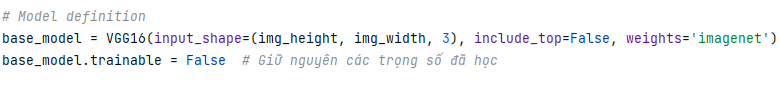 # Model definition
base_model = VGG16(input_shape=(img_height, img_width, 3), include_top=False, weights='imagenet')
base_model.trainable = False  # Giữ nguyên các trọng số đã học